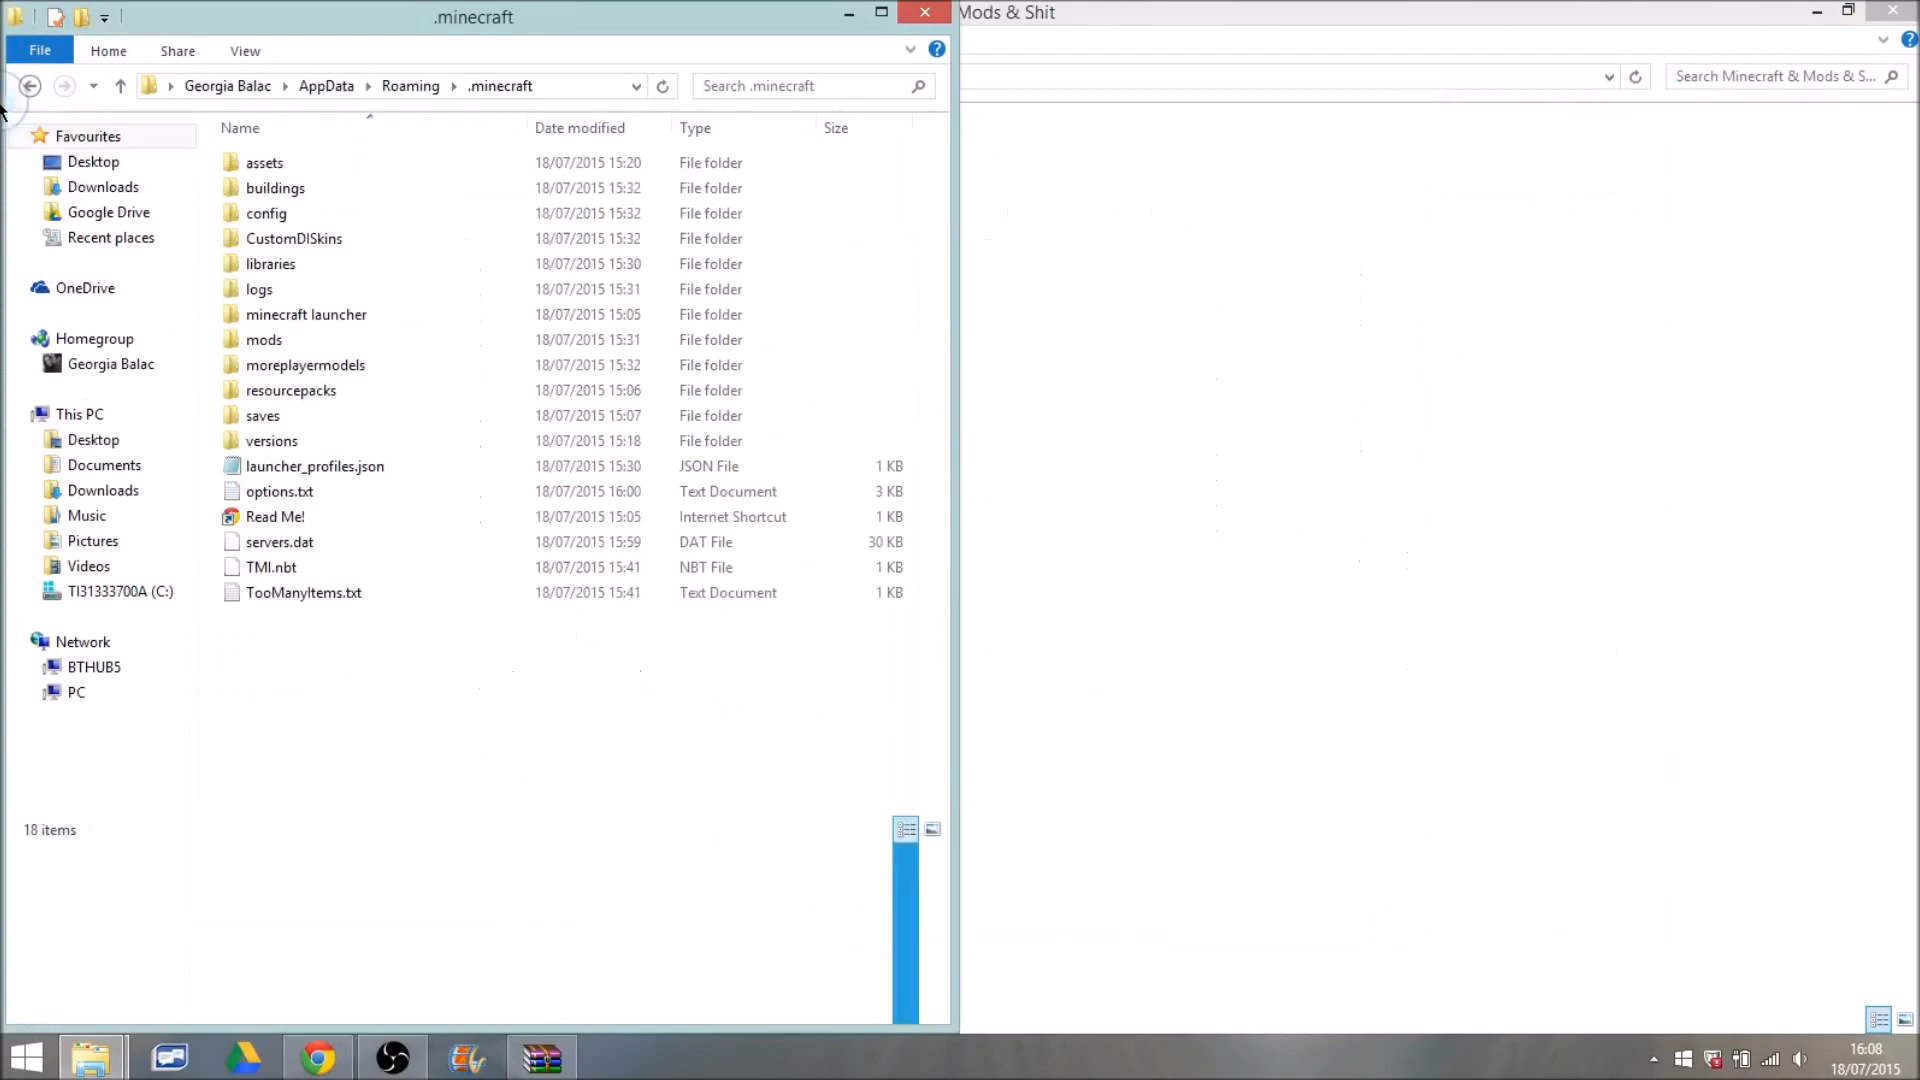 .minecraft
Mods & Shit
File Home Share View
Georgia Balac AppData Roaming .minecraft
Search .minecraft
Search Minecraft & Mods & S...
Name Date modified Type Size
Favourites
Desktop
Downloads
Google Drive
Recent places
OneDrive
Homegroup
Georgia Balac
This PC
Desktop
Documents
Downloads
Music
Pictures
Videos
TI31333700A (C:)
Network
BTHUB5
PC
assets 18/07/2015 15:20 File folder
buildings 18/07/2015 15:32 File folder
config 18/07/2015 15:32 File folder
CustomDISkins 18/07/2015 15:32 File folder
libraries 18/07/2015 15:30 File folder
logs 18/07/2015 15:31 File folder
minecraft launcher 18/07/2015 15:05 File folder
mods 18/07/2015 15:31 File folder
moreplayermodels 18/07/2015 15:32 File folder
resourcepacks 18/07/2015 15:06 File folder
saves 18/07/2015 15:07 File folder
versions 18/07/2015 15:18 File folder
launcher_profiles.json 18/07/2015 15:30 JSON File 1 KB
options.txt 18/07/2015 16:00 Text Document 3 KB
Read Me! 18/07/2015 15:05 Internet Shortcut 1 KB
servers.dat 18/07/2015 15:59 DAT File 30 KB
TMI.nbt 18/07/2015 15:41 NBT File 1 KB
TooManyItems.txt 18/07/2015 15:41 Text Document 1 KB
18 items
16:08
18/07/2015